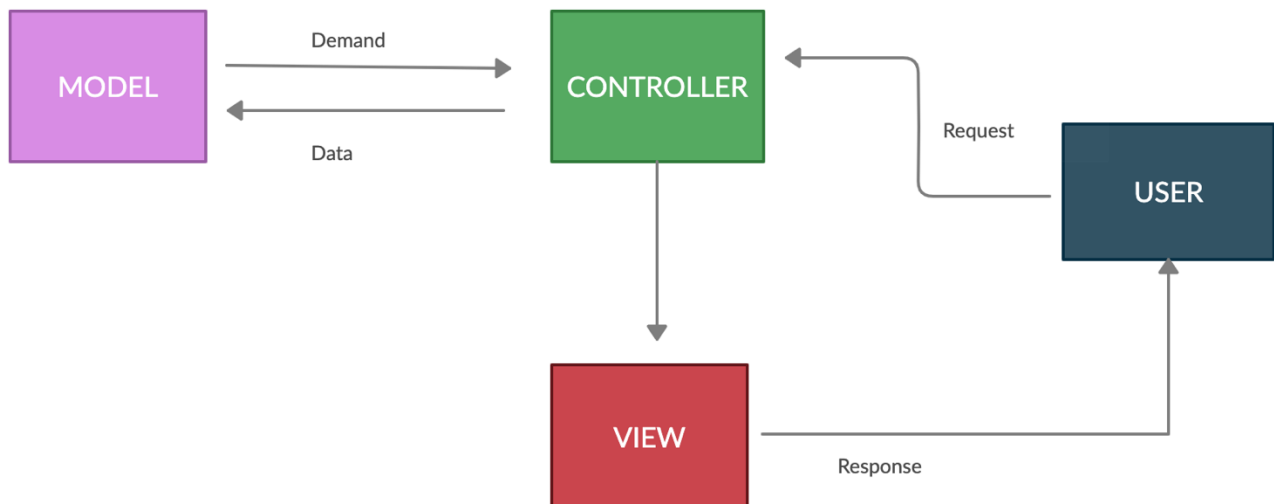 Demand
MODEL
CONTROLLER
Data
Request
USER
VIEW
Response